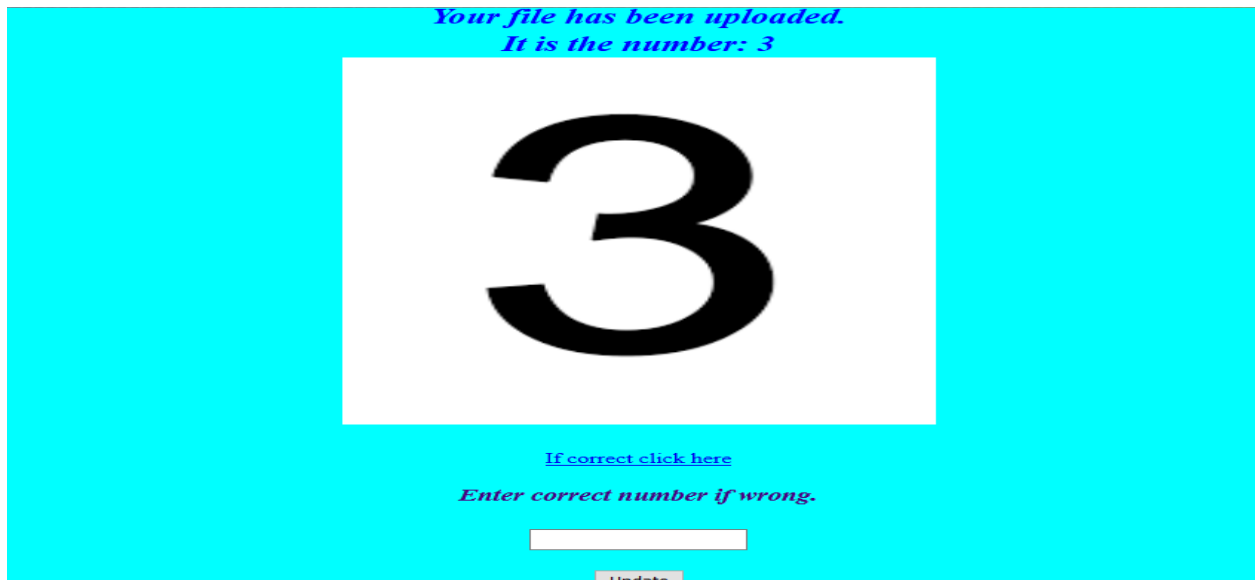 Your file has been uploaded.
It is the number: 3
3
If correct click here
Enter correct number if wrong.
Update